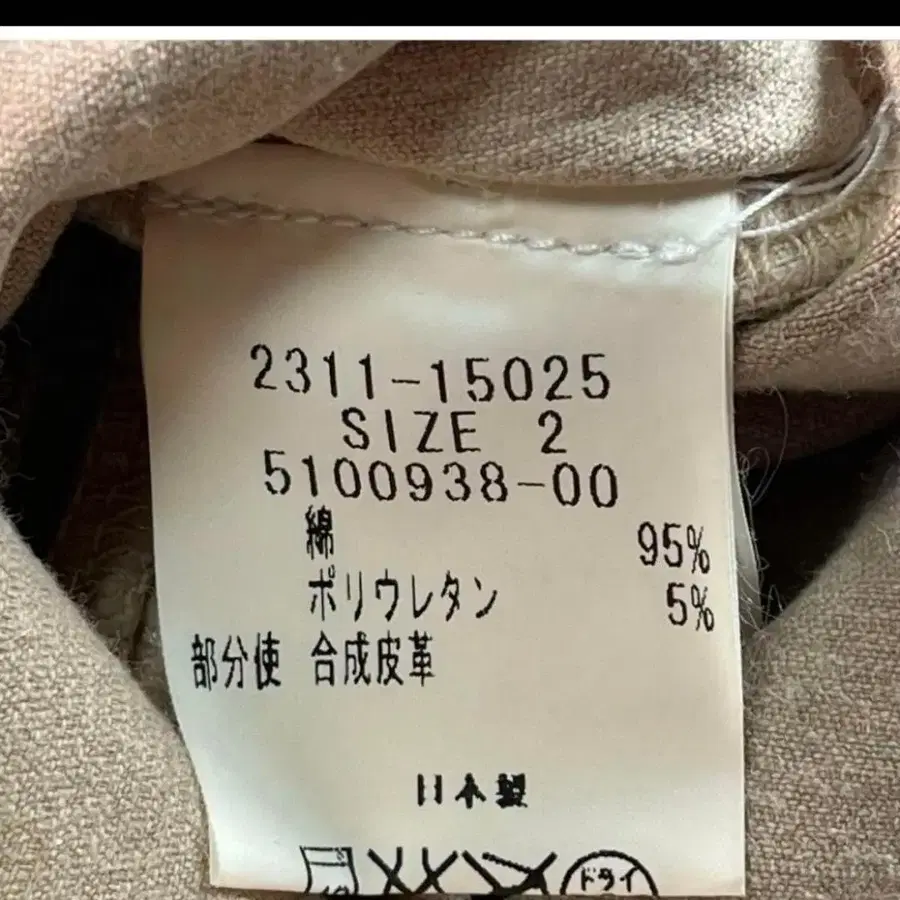 2311-15025
SIZE 2
5100938-00
綿 95%
ポリウレタン 5%
部分使 合成皮革
日本製
ドライ